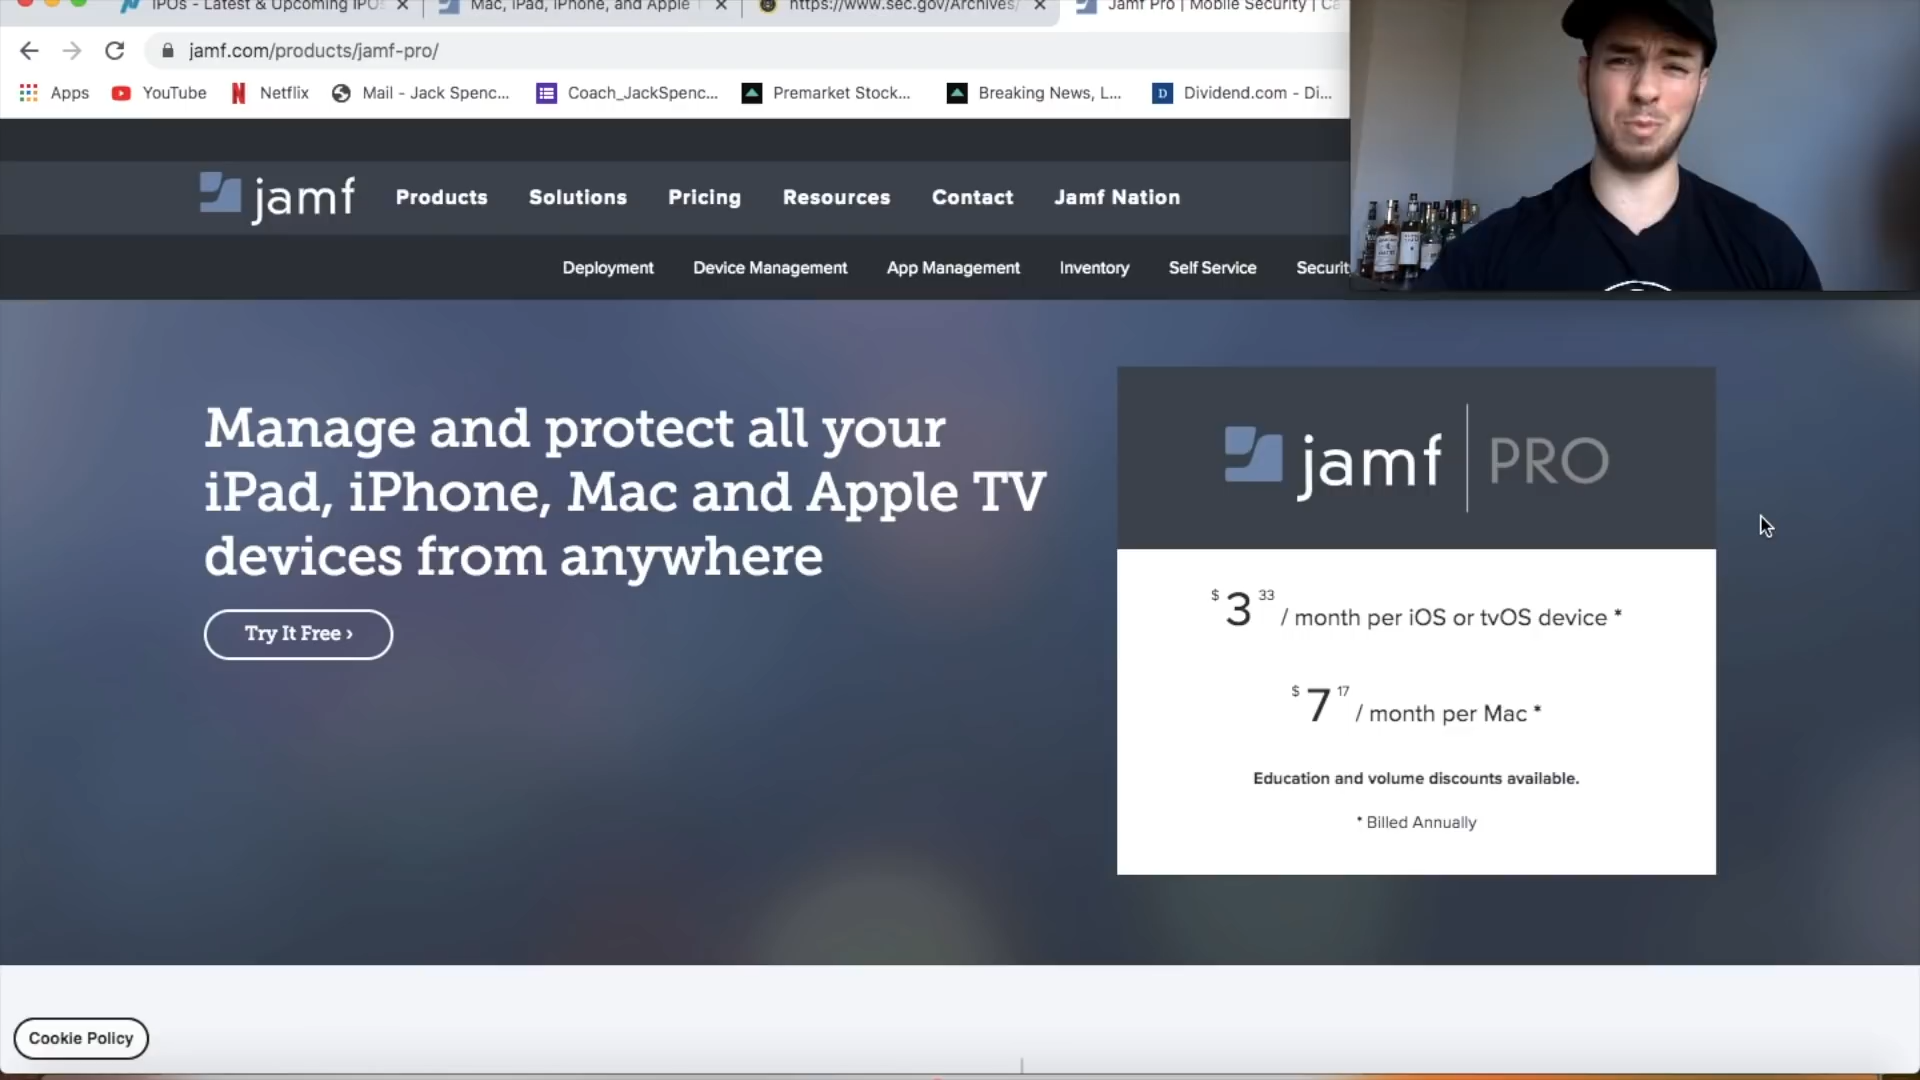 IPOs - Latest & Upcoming IPOs
Mac, iPad, iPhone, and Apple
https://www.sec.gov/Archives/
Jamf Pro | Mobile Security | Ca
jamf.com/products/jamf-pro/
Apps
YouTube
Netflix
Mail - Jack Spenc...
Coach_JackSpenc...
Premarket Stock...
Breaking News, L...
Dividend.com - Di...
jamf
Products
Solutions
Pricing
Resources
Contact
Jamf Nation
Deployment
Device Management
App Management
Inventory
Self Service
Securit
Manage and protect all your
iPad, iPhone, Mac and Apple TV
devices from anywhere
Try It Free ›
jamf | PRO
$3 33 / month per iOS or tvOS device *
$7 17 / month per Mac *
Education and volume discounts available.
* Billed Annually
Cookie Policy